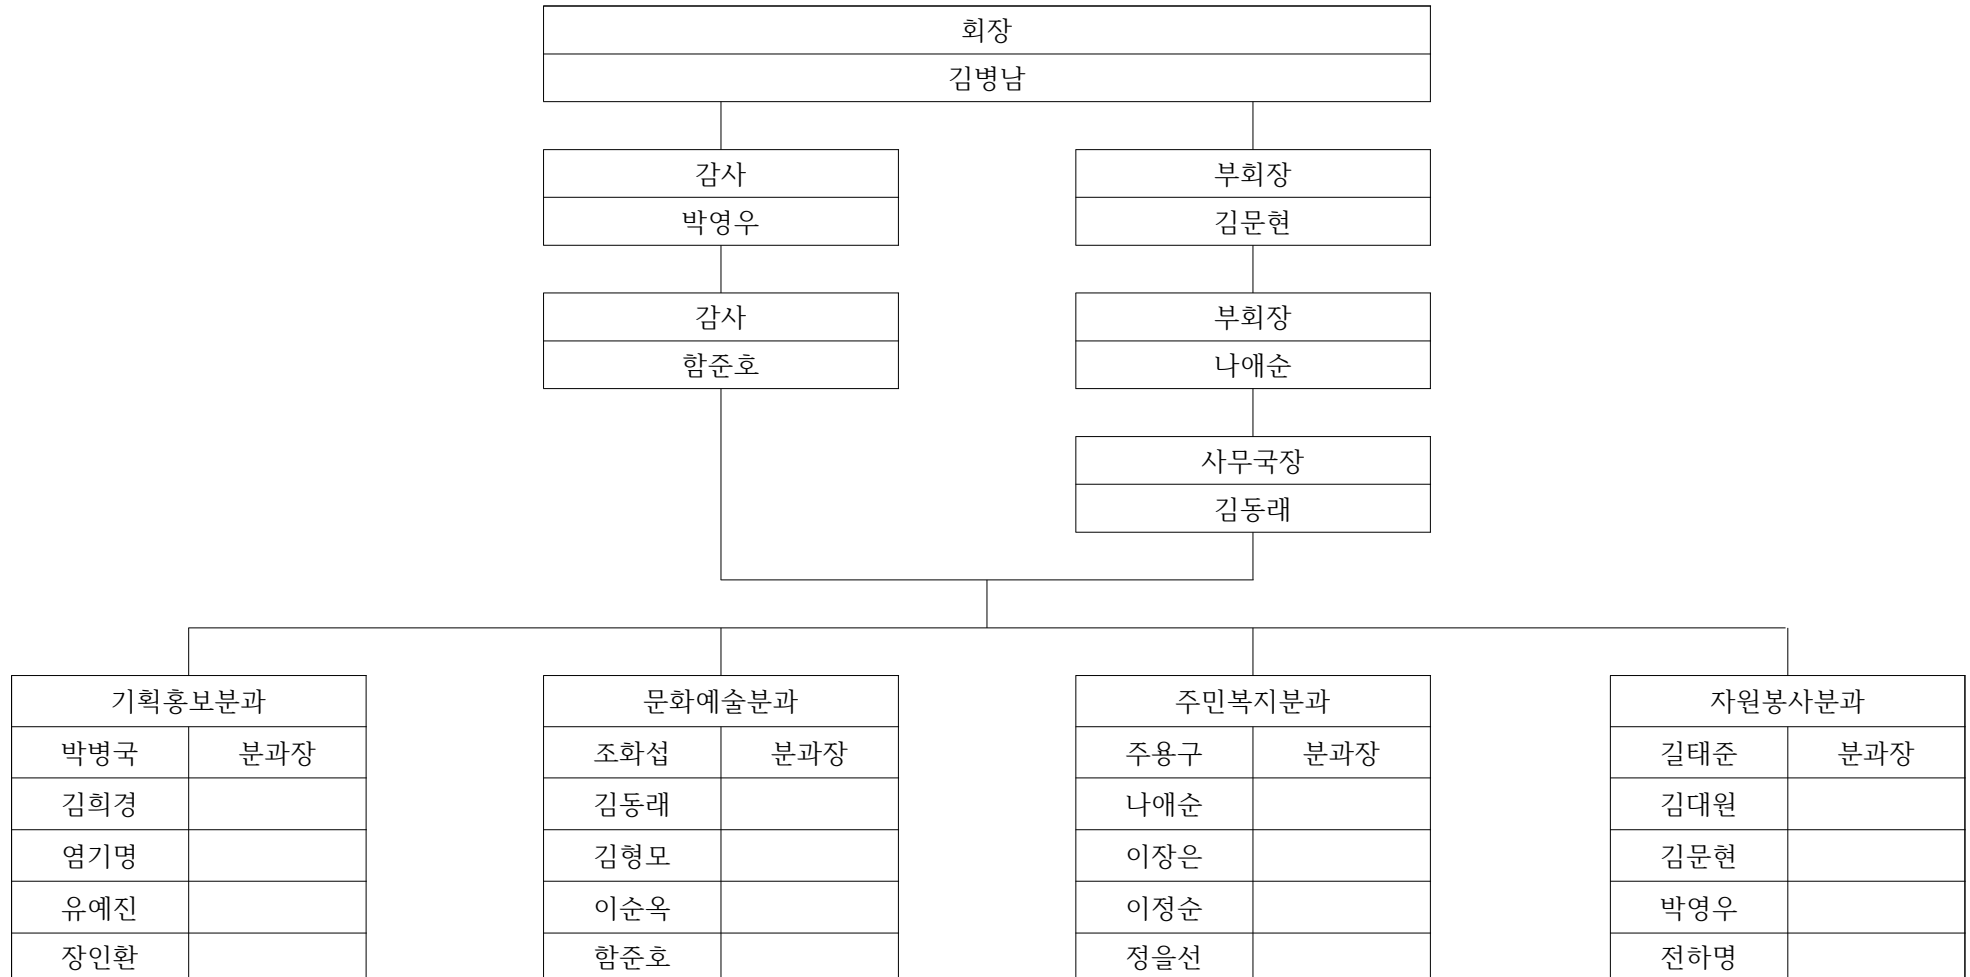 회장
김병남
감사 부회장
박영우 김문현
감사 부회장
함준호 나애순
사무국장
김동래
기획홍보분과 문화예술분과 주민복지분과 자원봉사분과
박병국 분과장 조화섭 분과장 주용구 분과장 길태준 분과장
김희경 김동래 나애순 김대원
염기명 김형모 이장은 김문현
유예진 이순옥 이정순 박영우
장인환 함준호 정을선 전하명